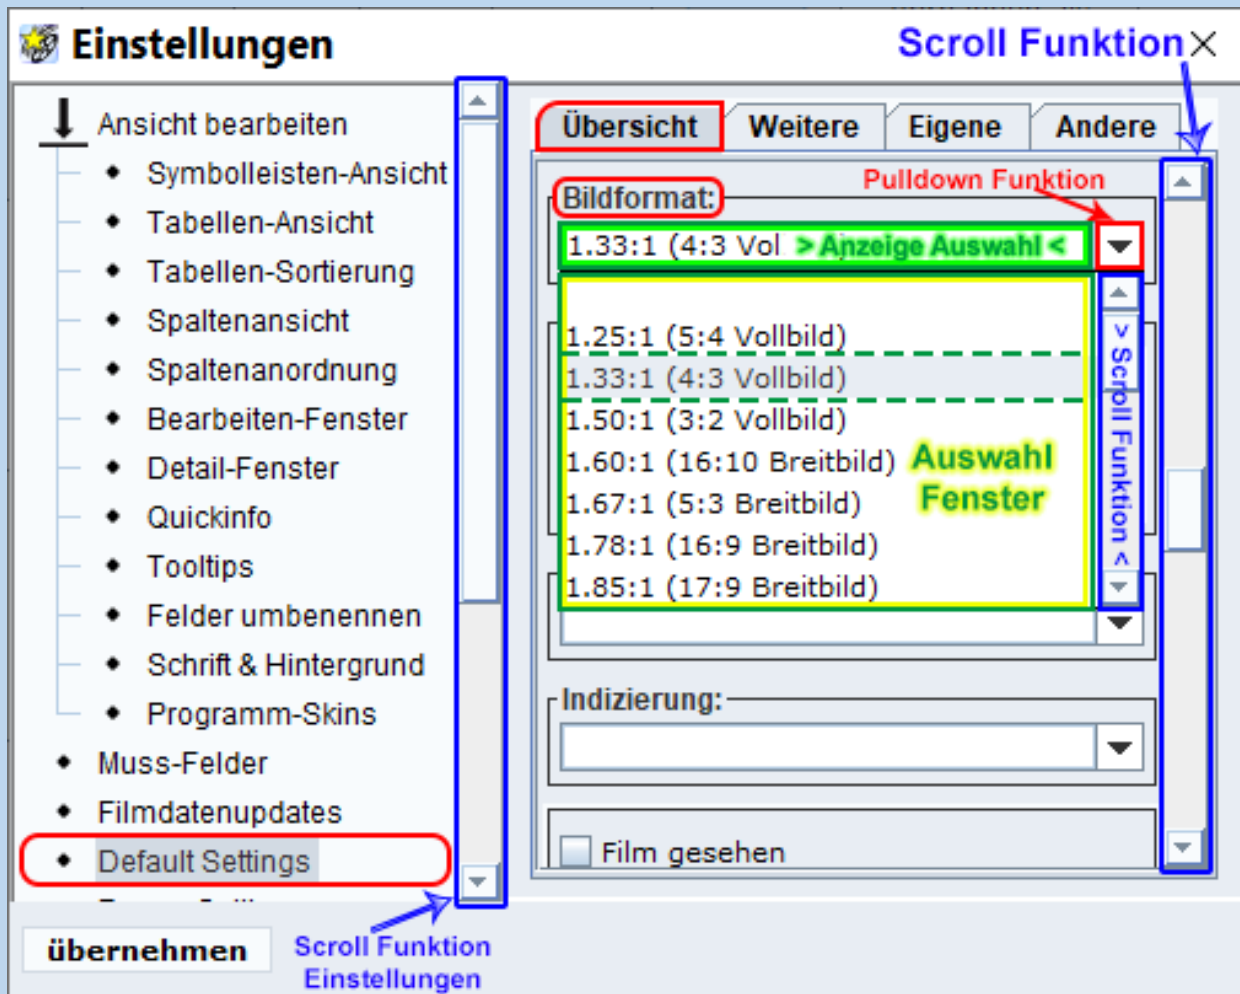 Einstellungen
Scroll Funktion
Ansicht bearbeiten
Symbolleisten-Ansicht
Tabellen-Ansicht
Tabellen-Sortierung
Spaltenansicht
Spaltenanordnung
Bearbeiten-Fenster
Detail-Fenster
Quickinfo
Tooltips
Felder umbenennen
Schrift & Hintergrund
Programm-Skins
Muss-Felder
Filmdatenupdates
Default Settings
übernehmen
Scroll Funktion
Einstellungen
Übersicht Weitere Eigene Andere
Pulldown Funktion
Bildformat:
1.33:1 (4:3 Vol > Anzeige Auswahl <
1.25:1 (5:4 Vollbild)
1.33:1 (4:3 Vollbild)
1.50:1 (3:2 Vollbild)
1.60:1 (16:10 Breitbild)
1.67:1 (5:3 Breitbild)
1.78:1 (16:9 Breitbild)
1.85:1 (17:9 Breitbild)
Auswahl
Fenster
> Scroll Funktion <
Indizierung:
Film gesehen